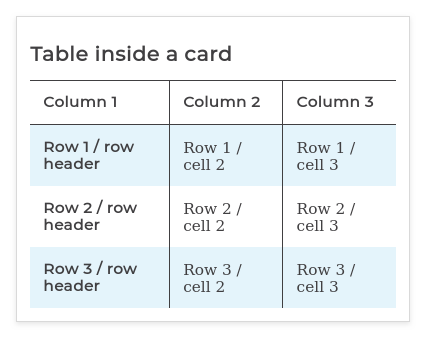 Table inside a card
Column 1 Column 2 Column 3
Row 1 / row Row 1 / Row 1 /
header cell 2 cell 3
Row 2 / row Row 2 / Row 2 /
header cell 2 cell 3
Row 3 / row Row 3 / Row 3 /
header cell 2 cell 3